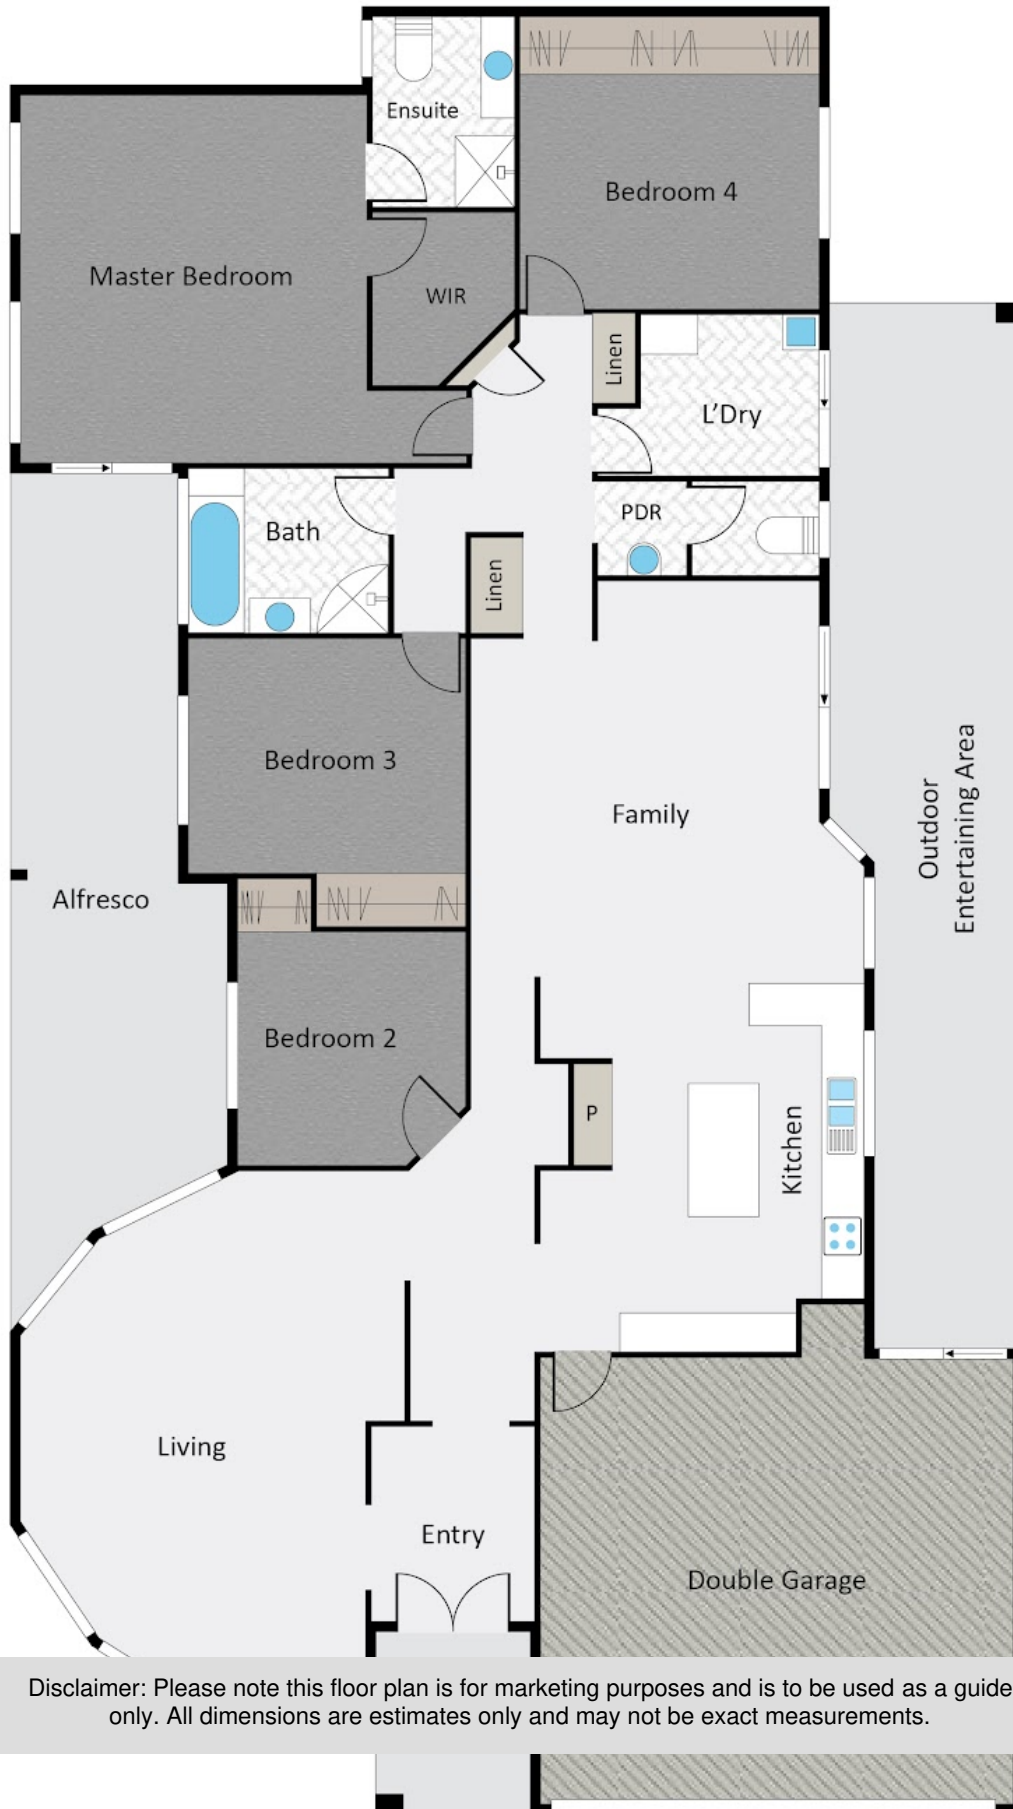 Ensuite
Bedroom 4
Master Bedroom
WIR
Linen
L'Dry
PDR
Bath
Linen
Bedroom 3
Family
Outdoor
Entertaining Area
Alfresco
Bedroom 2
P
Kitchen
Living
Entry
Double Garage
Disclaimer: Please note this floor plan is for marketing purposes and is to be used as a guide
only. All dimensions are estimates only and may not be exact measurements.